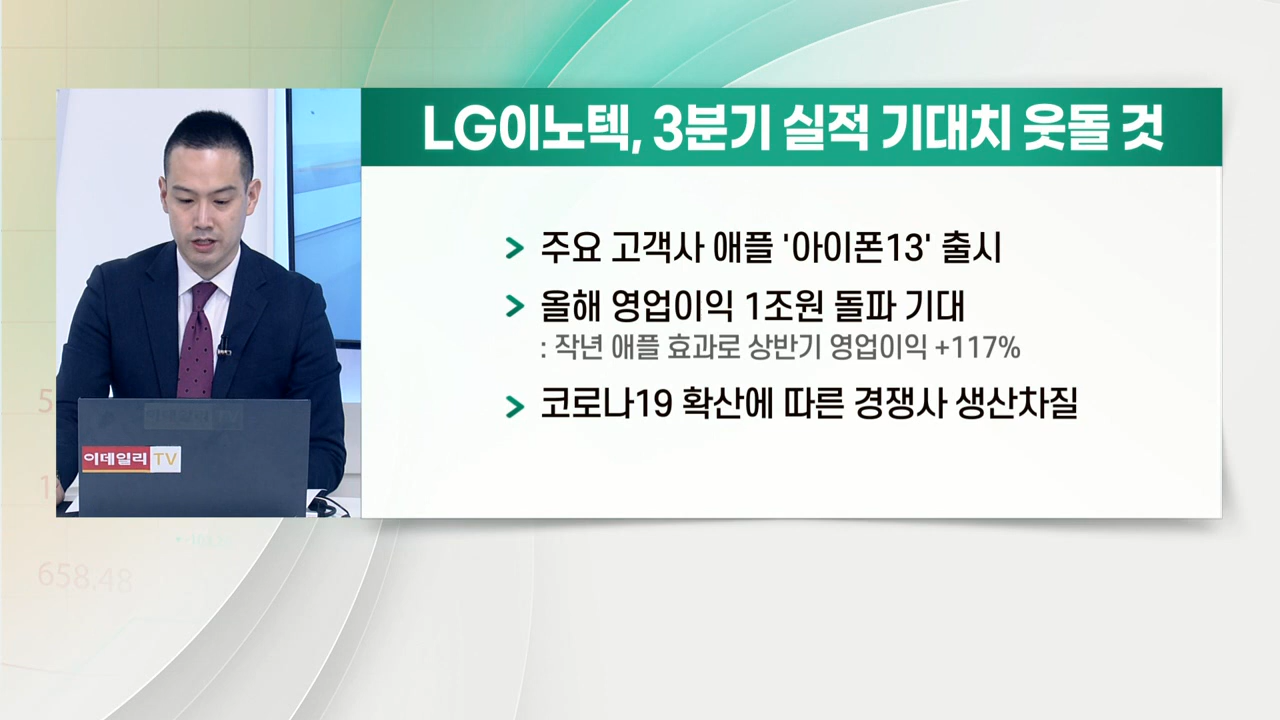 LG이노텍, 3분기 실적 기대치 웃돌 것
주요 고객사 애플 '아이폰13' 출시
올해 영업이익 1조원 돌파 기대
: 작년 애플 효과로 상반기 영업이익 +117%
코로나19 확산에 따른 경쟁사 생산차질
이데일리 TV
658.48